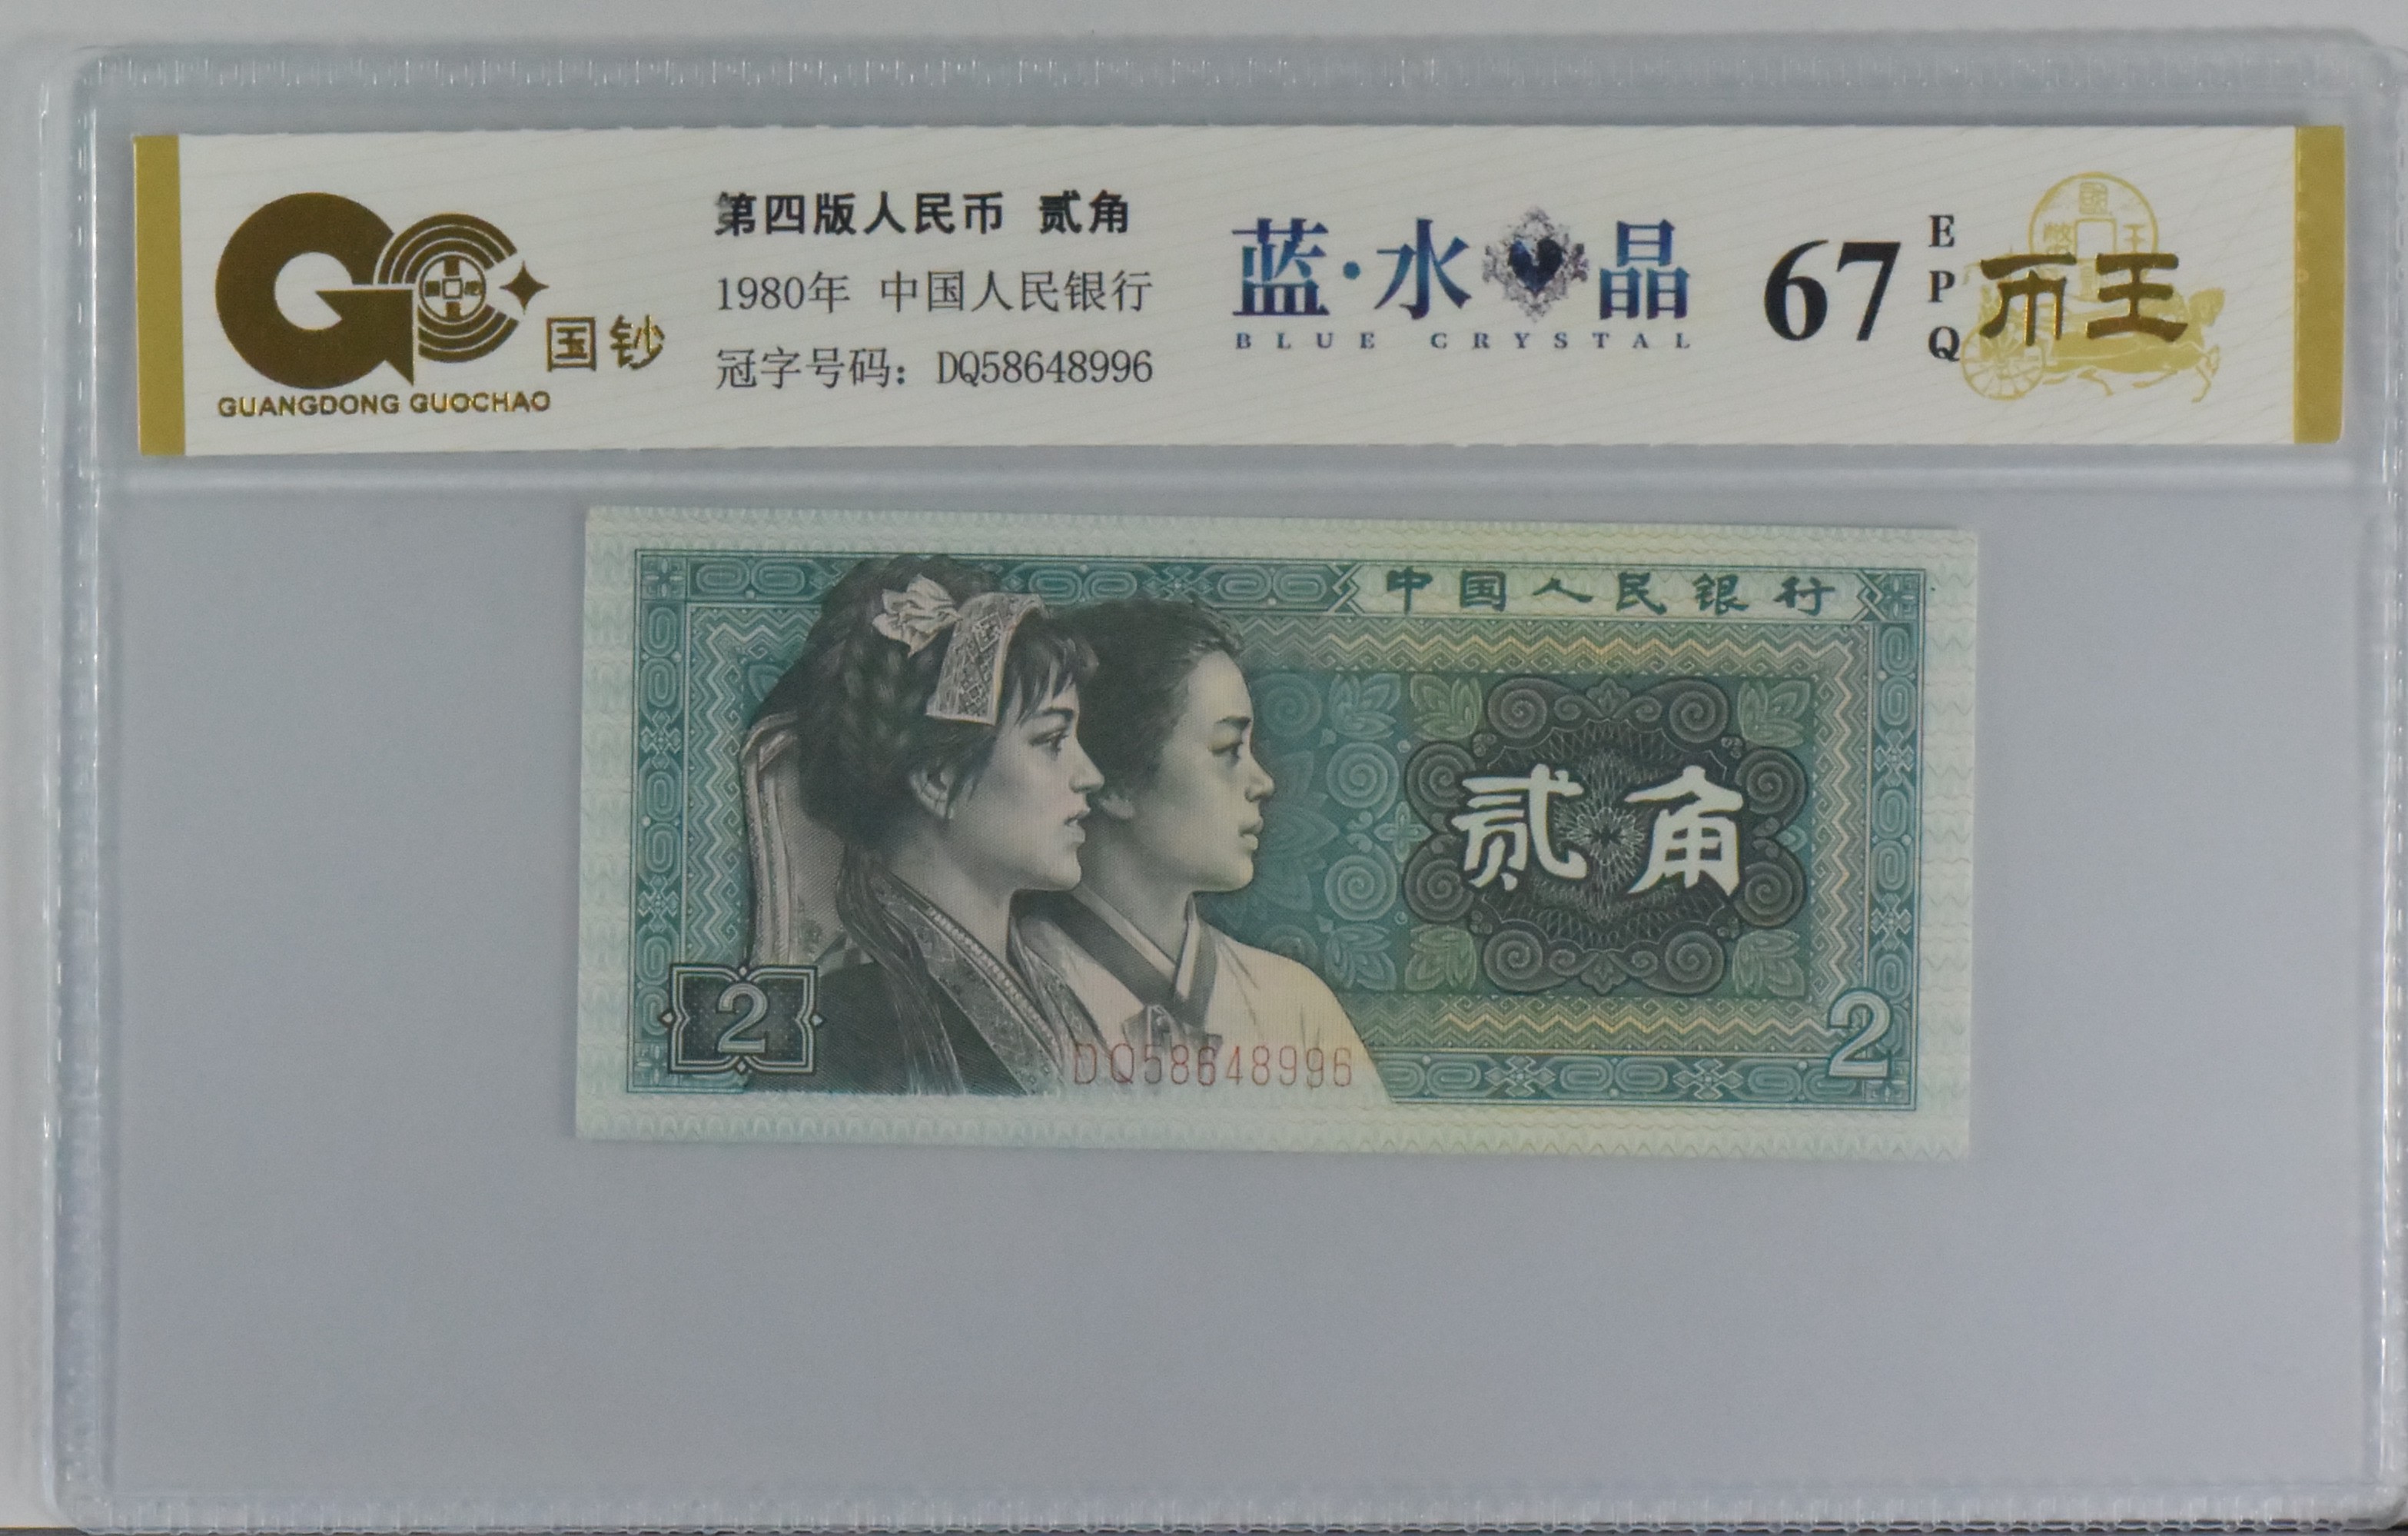 国钞
GUANGDONG GUOCHAO
第四版人民币 贰角
1980年 中国人民银行
冠字号码：DQ58648996
蓝·水晶
BLUE CRYSTAL
67
EPQ
币王
中国人民银行
贰角
2
2
DQ58648996